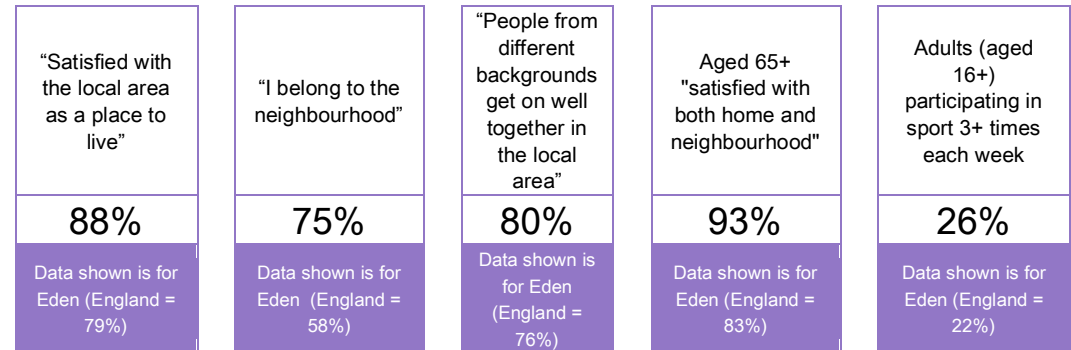 “Satisfied with
the local area
as a place to
live”
88%
Data shown is for
Eden (England =
79%)
“I belong to the
neighbourhood”
75%
Data shown is for
Eden  (England =
58%)
“People from
different
backgrounds
get on well
together in
the local
area”
80%
Data shown is
for Eden
(England =
76%)
Aged 65+
"satisfied with
both home and
neighbourhood"
93%
Data shown is for
Eden (England =
83%)
Adults (aged
16+)
participating in
sport 3+ times
each week
26%
Data shown is for
Eden (England =
22%)